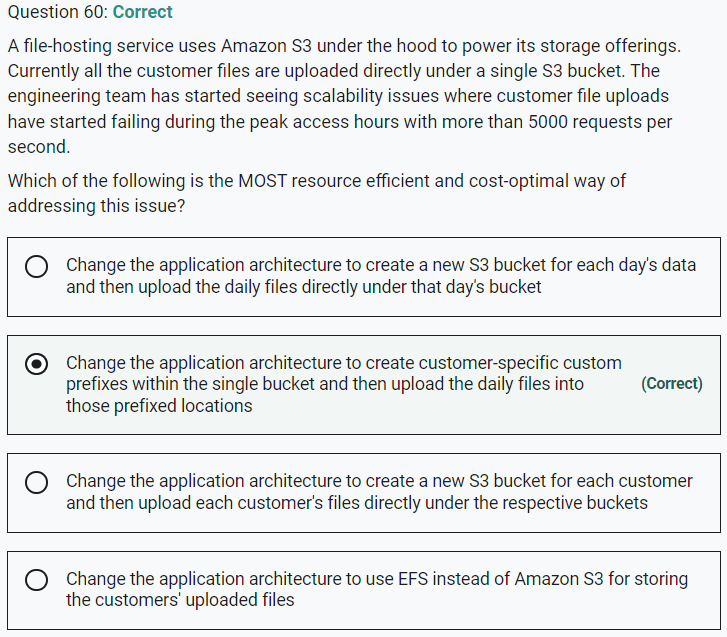 Question 60: Correct
A file-hosting service uses Amazon S3 under the hood to power its storage offerings.
Currently all the customer files are uploaded directly under a single S3 bucket. The
engineering team has started seeing scalability issues where customer file uploads
have started failing during the peak access hours with more than 5000 requests per
second.
Which of the following is the MOST resource efficient and cost-optimal way of
addressing this issue?
Change the application architecture to create a new S3 bucket for each day's data
and then upload the daily files directly under that day's bucket
Change the application architecture to create customer-specific custom
prefixes within the single bucket and then upload the daily files into
those prefixed locations
(Correct)
Change the application architecture to create a new S3 bucket for each customer
and then upload each customer's files directly under the respective buckets
Change the application architecture to use EFS instead of Amazon S3 for storing
the customers' uploaded files